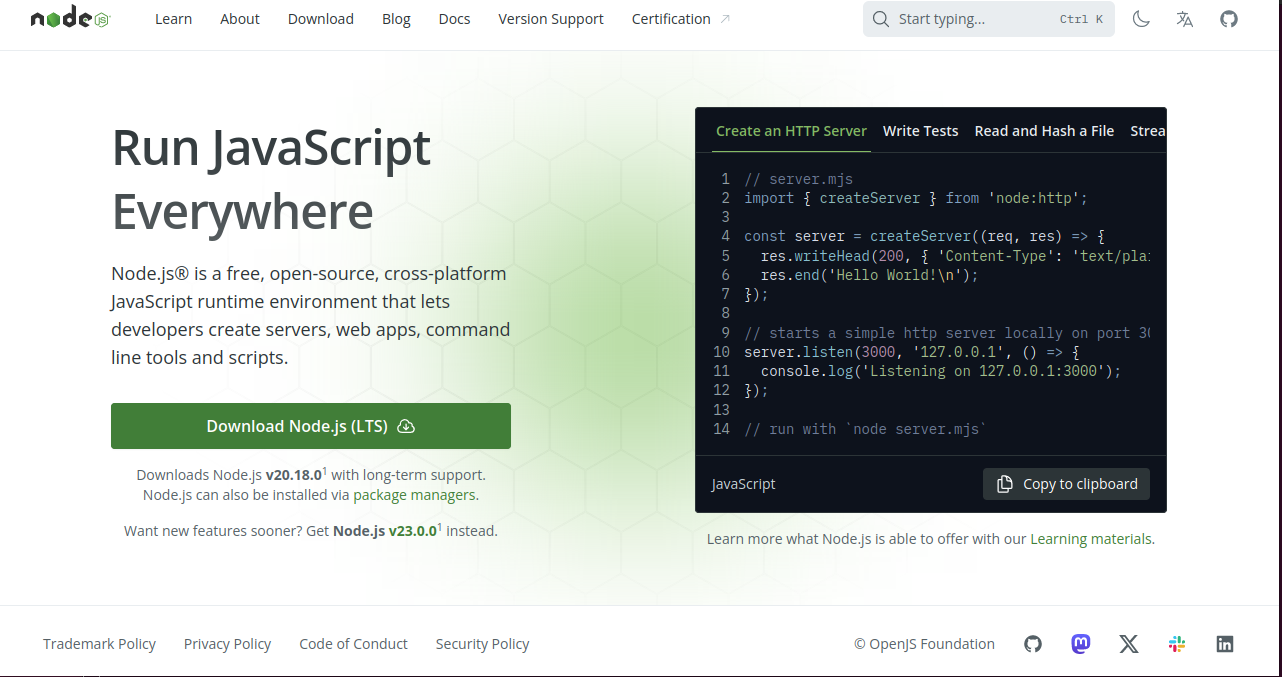 node JS
Learn About Download Blog Docs Version Support Certification
Start typing... Ctrl K
Run JavaScript
Everywhere
Node.js® is a free, open-source, cross-platform
JavaScript runtime environment that lets
developers create servers, web apps, command
line tools and scripts.
Download Node.js (LTS)
Downloads Node.js v20.18.0¹ with long-term support.
Node.js can also be installed via package managers.
Want new features sooner? Get Node.js v23.0.0¹ instead.
Create an HTTP Server Write Tests Read and Hash a File Strea
1 // server.mjs
2 import { createServer } from 'node:http';
3
4 const server = createServer((req, res) => {
5   res.writeHead(200, { 'Content-Type': 'text/plai
6   res.end('Hello World!\n');
7 });
8
9 // starts a simple http server locally on port 30
10 server.listen(3000, '127.0.0.1', () => {
11   console.log('Listening on 127.0.0.1:3000');
12 });
13
14 // run with `node server.mjs`
JavaScript Copy to clipboard
Learn more what Node.js is able to offer with our Learning materials.
Trademark Policy Privacy Policy Code of Conduct Security Policy
© OpenJS Foundation